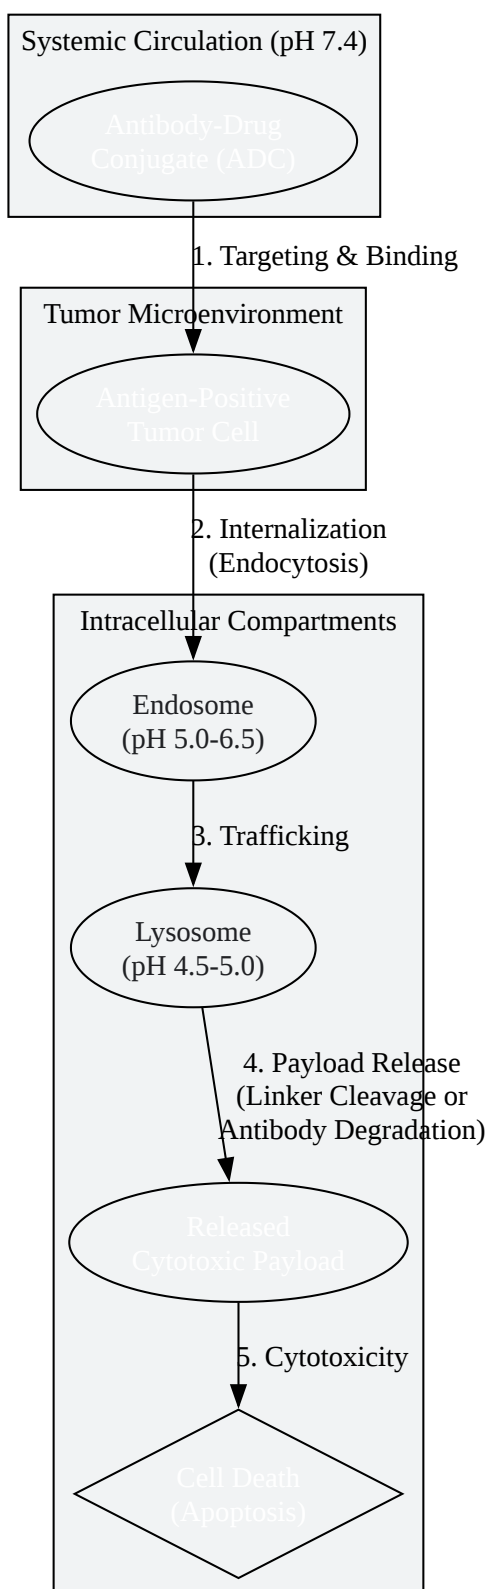 Systemic Circulation (pH 7.4)
Antibody-Drug
Conjugate (ADC)
1. Targeting & Binding
Tumor Microenvironment
Antigen-Positive
Tumor Cell
2. Internalization
(Endocytosis)
Intracellular Compartments
Endosome
(pH 5.0-6.5)
3. Trafficking
Lysosome
(pH 4.5-5.0)
4. Payload Release
(Linker Cleavage or
Antibody Degradation)
Released
Cytotoxic Payload
5. Cytotoxicity
Cell Death
(Apoptosis)